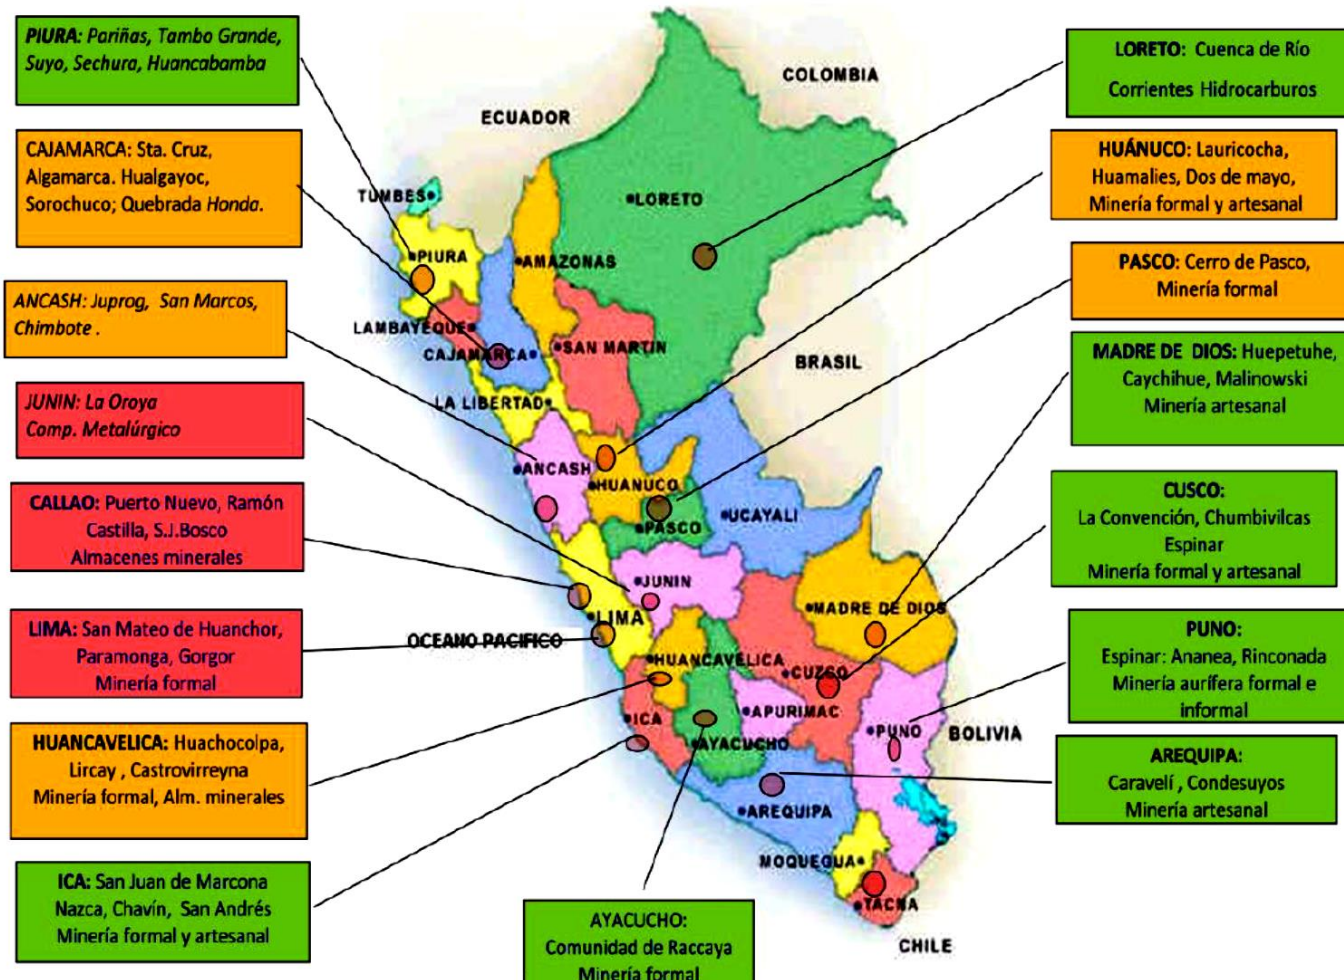 PIURA: Pariñas, Tambo Grande,
Suyo, Sechura, Huancabamba
CAJAMARCA: Sta. Cruz,
Algamarca. Hualgayoc,
Sorochuco; Quebrada Honda.
ANCASH: Juprog, San Marcos,
Chimbote .
JUNIN: La Oroya
Comp. Metalúrgico
CALLAO: Puerto Nuevo, Ramón
Castilla, S.J.Bosco
Almacenes minerales
LIMA: San Mateo de Huanchor,
Paramonga, Gorgor
Minería formal
HUANCAVELICA: Huachocolpa,
Lircay , Castrovirreyna
Minería formal, Alm. minerales
ICA: San Juan de Marcona
Nazca, Chavín, San Andrés
Minería formal y artesanal
COLOMBIA
ECUADOR
TUMBES
LORETO
PIURA
AMAZONAS
LAMBAYEQUE
CAJAMARCA
SAN MARTIN
BRASIL
LA LIBERTAD
ANCASH
HUANUCO
PASCO
UCAYALI
JUNIN
LIMA
MADRE DE DIOS
OCEANO PACIFICO
HUANCAVELICA
CUZCO
ICA
APURIMAC
AYACUCHO
PUNO
BOLIVIA
AREQUIPA
MOQUEGUA
TACNA
CHILE
AYACUCHO:
Comunidad de Raccaya
Minería formal
LORETO: Cuenca de Río
Corrientes Hidrocarburos
HUÁNUCO: Lauricocha,
Huamalies, Dos de mayo,
Minería formal y artesanal
PASCO: Cerro de Pasco,
Minería formal
MADRE DE DIOS: Huepetuhe,
Caychihue, Malinowski
Minería artesanal
CUSCO:
La Convención, Chumbivilcas
Espinar
Minería formal y artesanal
PUNO:
Espinar: Ananea, Rinconada
Minería aurífera formal e
informal
AREQUIPA:
Caravelí , Condesuyos
Minería artesanal